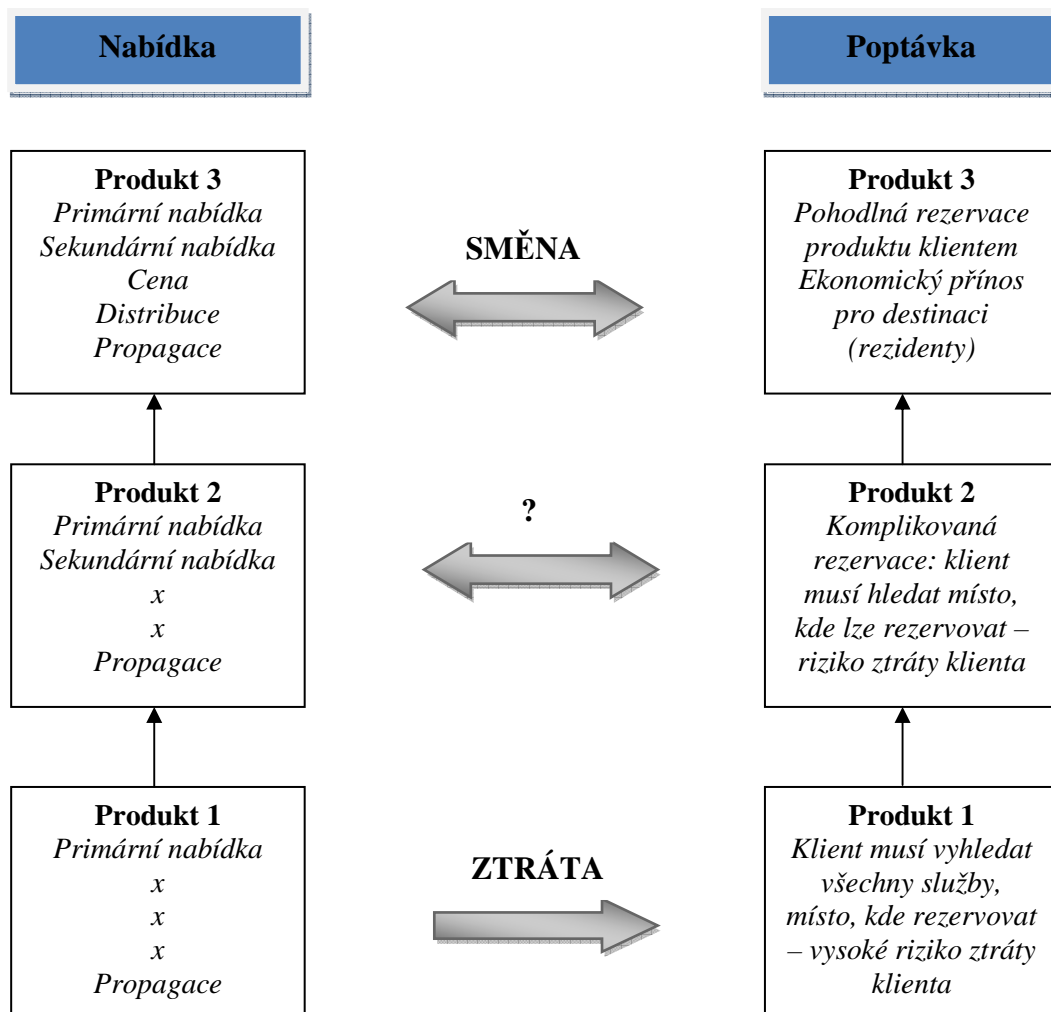 Nabídka
Poptávka
Produkt 3
Primární nabídka
Sekundární nabídka
Cena
Distribuce
Propagace
SMĚNA
Produkt 3
Pohodlná rezervace
produktu klientem
Ekonomický přínos
pro destinaci
(rezidenty)
Produkt 2
Primární nabídka
Sekundární nabídka
x
x
Propagace
?
Produkt 2
Komplikovaná
rezervace: klient
musí hledat místo,
kde lze rezervovat –
riziko ztráty klienta
Produkt 1
Primární nabídka
x
x
x
Propagace
ZTRÁTA
Produkt 1
Klient musí vyhledat
všechny služby,
místo, kde rezervovat
– vysoké riziko ztráty
klienta